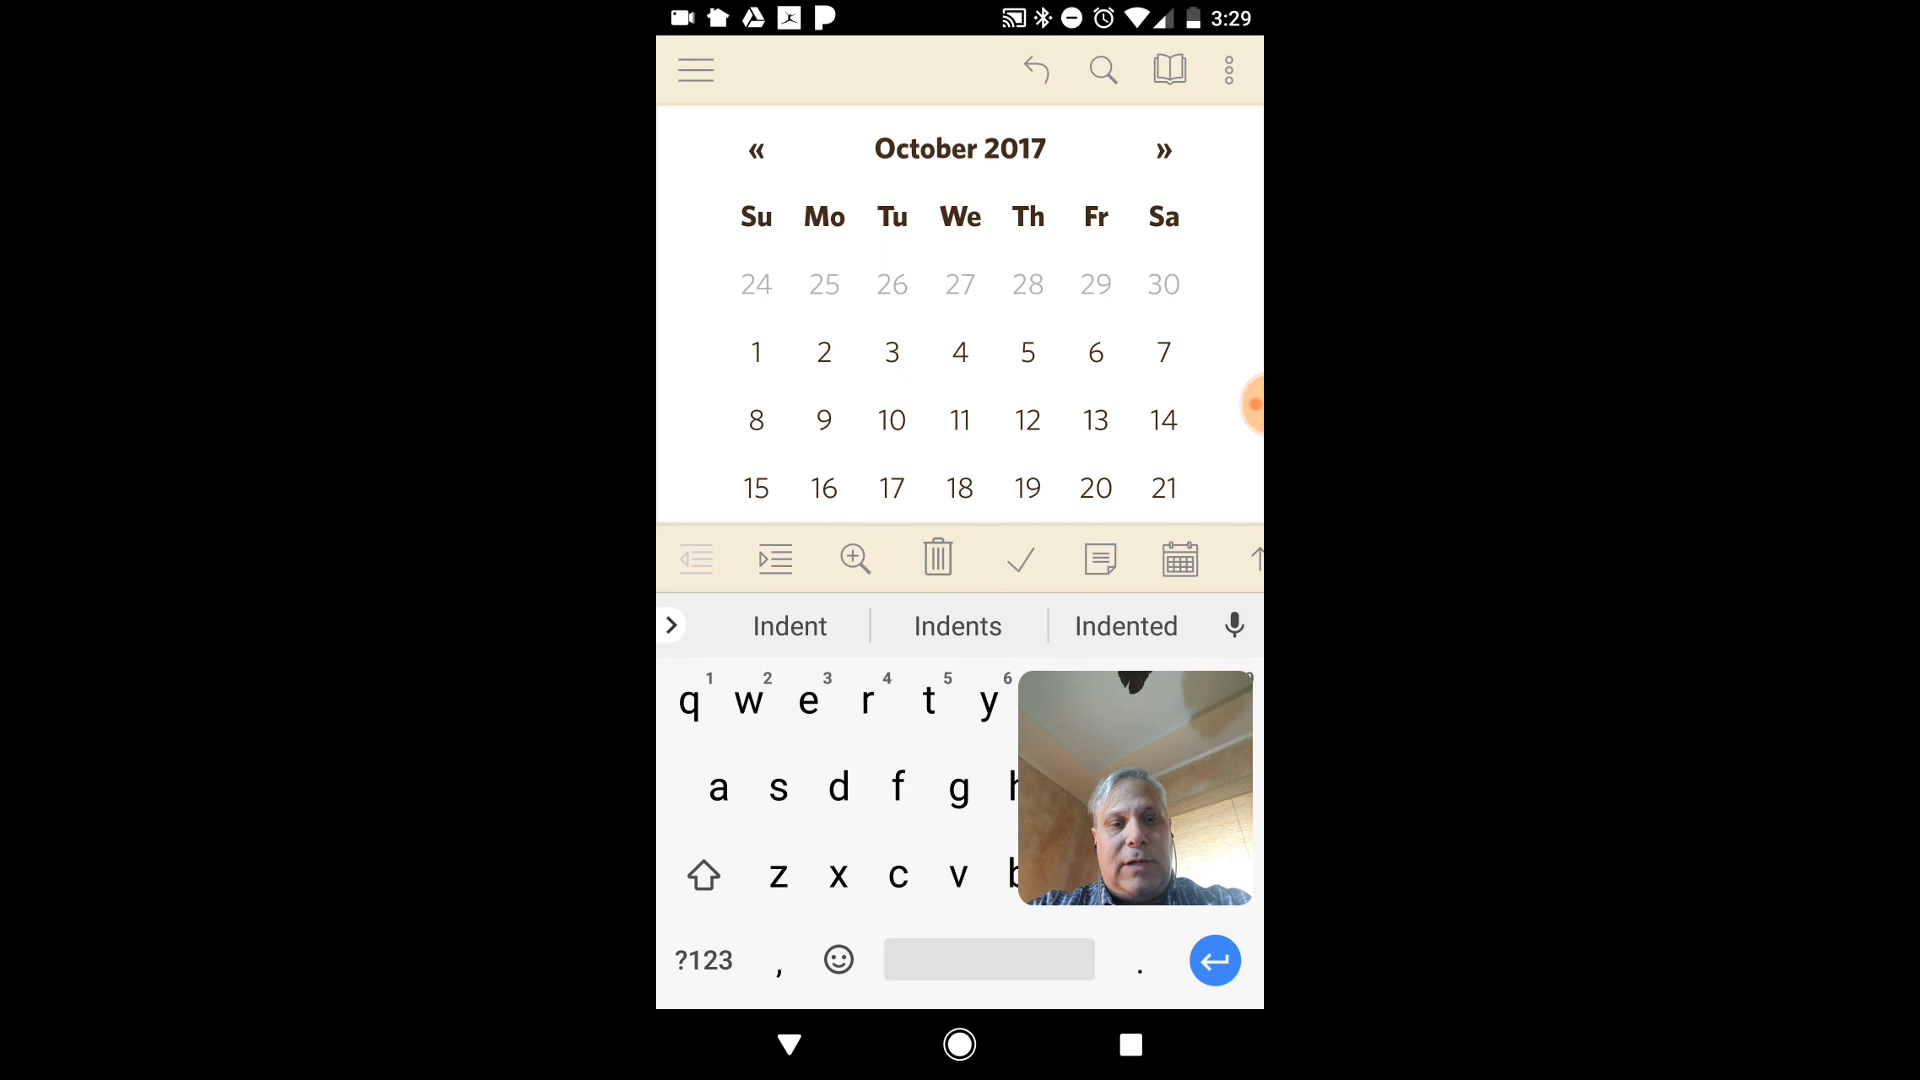 3:29
« October 2017 »
Su Mo Tu We Th Fr Sa
24 25 26 27 28 29 30
1 2 3 4 5 6 7
8 9 10 11 12 13 14
15 16 17 18 19 20 21
Indent Indents Indented
1 2 3 4 5 6
q w e r t y
a s d f g h
z x c v b
?123 , .